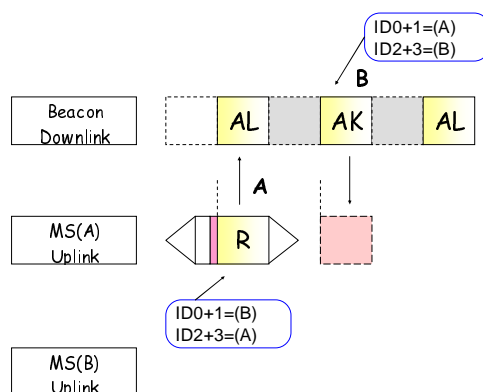 ID0+1=(A)
ID2+3=(B)
B
Beacon
Downlink
AL
AK
AL
A
MS(A)
Uplink
R
ID0+1=(B)
ID2+3=(A)
MS(B)
Uplink